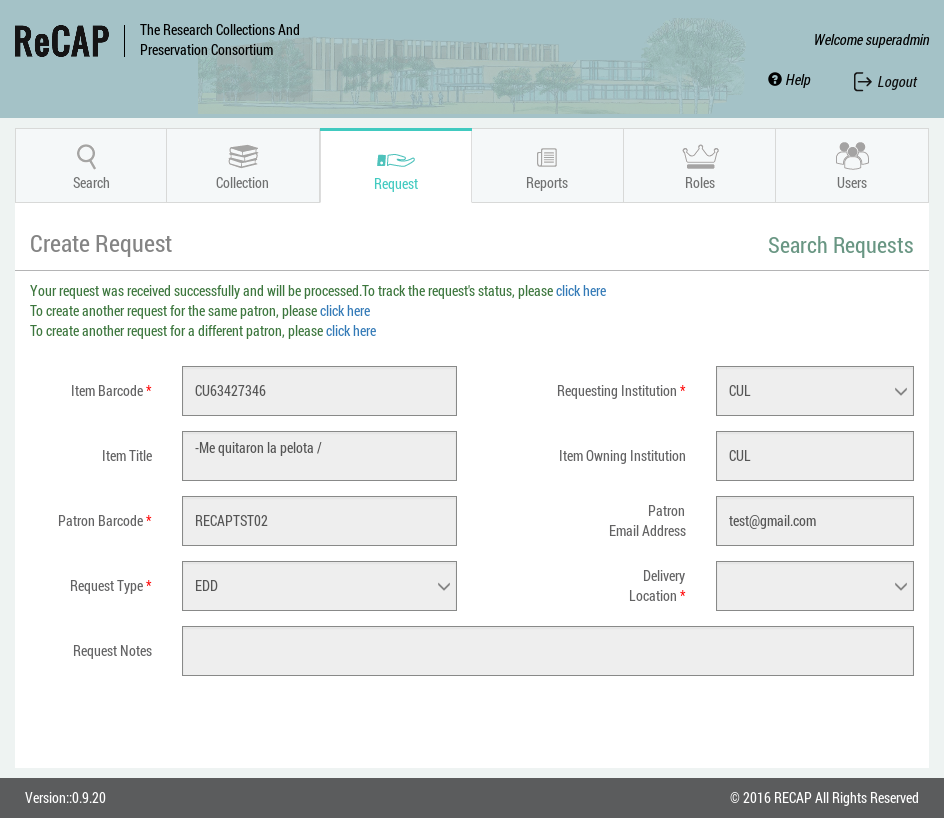 ReCAP
The Research Collections And
Preservation Consortium
Welcome superadmin
Help
Logout
Search
Collection
Request
Reports
Roles
Users
Create Request
Search Requests
Your request was received successfully and will be processed.To track the request's status, please click here
To create another request for the same patron, please click here
To create another request for a different patron, please click here
Item Barcode *
CU63427346
Requesting Institution *
CUL
Item Title
-Me quitaron la pelota /
Item Owning Institution
CUL
Patron Barcode *
RECAPTST02
Patron
Email Address
test@gmail.com
Request Type *
EDD
Delivery
Location *
Request Notes
Version::0.9.20
© 2016 RECAP All Rights Reserved